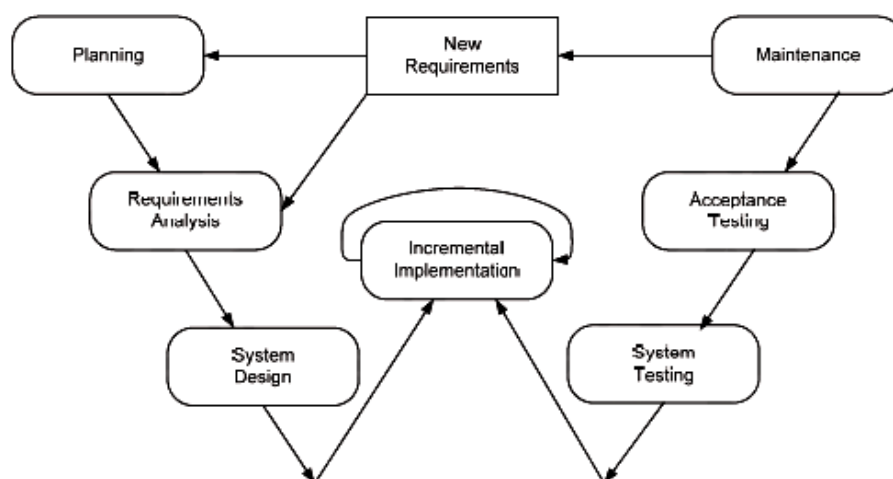 Planning
New
Requirements
Maintenance
Requirements
Analysis
Acceptance
Testing
Incremental
Implementation
System
Design
System
Testing